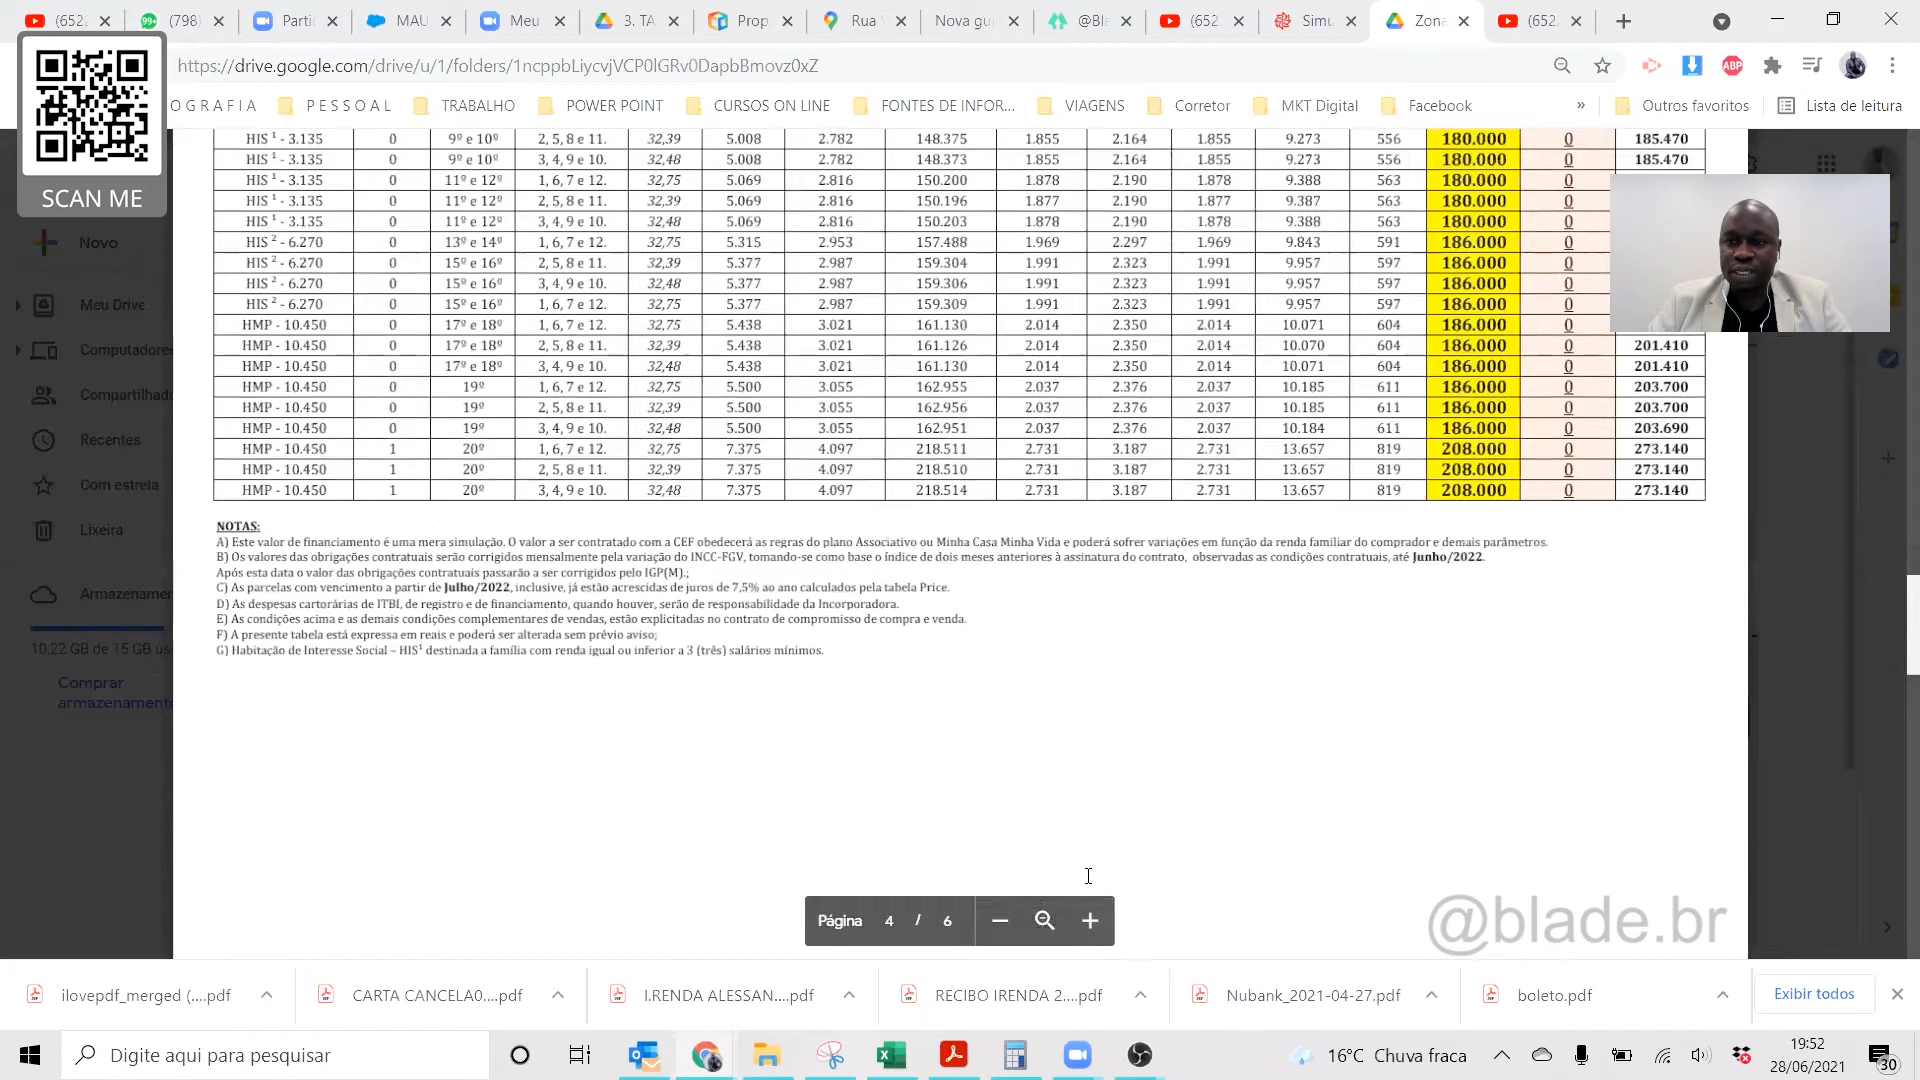 (652
(798)
Parti
MAU
Meu
3. TA
Prop
Rua
Nova gu
@Bl
(652
Simu
Zona
(652
https://drive.google.com/drive/u/1/folders/1ncppbLiycvjVCP0lGRv0DapbBmovz0xZ
O G R A F I A
P E S S O A L
TRABALHO
POWER POINT
CURSOS ON LINE
FONTES DE INFOR...
VIAGENS
Corretor
MKT Digital
Facebook
»
Outros favoritos
Lista de leitura
SCAN ME
Novo
Meu Drive
Computadore
Compartilhad
Recentes
Com estrela
Lixeira
Armazenamen
10,22 GB de 15 GB us
Comprar
armazenamento
HIS 1 - 3.135 0 9º e 10º 2, 5, 8 e 11. 32,39 5.008 2.782 148.375 1.855 2.164 1.855 9.273 556 180.000 0 185.470
HIS 1 - 3.135 0 9º e 10º 3, 4, 9 e 10. 32,48 5.008 2.782 148.373 1.855 2.164 1.855 9.273 556 180.000 0 185.470
HIS 1 - 3.135 0 11º e 12º 1, 6, 7 e 12. 32,75 5.069 2.816 150.200 1.878 2.190 1.878 9.388 563 180.000 0
HIS 1 - 3.135 0 11º e 12º 2, 5, 8 e 11. 32,39 5.069 2.816 150.196 1.877 2.190 1.877 9.387 563 180.000 0
HIS 1 - 3.135 0 11º e 12º 3, 4, 9 e 10. 32,48 5.069 2.816 150.203 1.878 2.190 1.878 9.388 563 180.000 0
HIS 2 - 6.270 0 13º e 14º 1, 6, 7 e 12. 32,75 5.315 2.953 157.488 1.969 2.297 1.969 9.843 591 186.000 0
HIS 2 - 6.270 0 15º e 16º 2, 5, 8 e 11. 32,39 5.377 2.987 159.304 1.991 2.323 1.991 9.957 597 186.000 0
HIS 2 - 6.270 0 15º e 16º 3, 4, 9 e 10. 32,48 5.377 2.987 159.306 1.991 2.323 1.991 9.957 597 186.000 0
HIS 2 - 6.270 0 15º e 16º 1, 6, 7 e 12. 32,75 5.377 2.987 159.309 1.991 2.323 1.991 9.957 597 186.000 0
HMP - 10.450 0 17º e 18º 1, 6, 7 e 12. 32,75 5.438 3.021 161.130 2.014 2.350 2.014 10.071 604 186.000 0
HMP - 10.450 0 17º e 18º 2, 5, 8 e 11. 32,39 5.438 3.021 161.126 2.014 2.350 2.014 10.070 604 186.000 0 201.410
HMP - 10.450 0 17º e 18º 3, 4, 9 e 10. 32,48 5.438 3.021 161.130 2.014 2.350 2.014 10.071 604 186.000 0 201.410
HMP - 10.450 0 19º 1, 6, 7 e 12. 32,75 5.500 3.055 162.955 2.037 2.376 2.037 10.185 611 186.000 0 203.700
HMP - 10.450 0 19º 2, 5, 8 e 11. 32,39 5.500 3.055 162.956 2.037 2.376 2.037 10.185 611 186.000 0 203.700
HMP - 10.450 0 19º 3, 4, 9 e 10. 32,48 5.500 3.055 162.951 2.037 2.376 2.037 10.184 611 186.000 0 203.690
HMP - 10.450 1 20º 1, 6, 7 e 12. 32,75 7.375 4.097 218.511 2.731 3.187 2.731 13.657 819 208.000 0 273.140
HMP - 10.450 1 20º 2, 5, 8 e 11. 32,39 7.375 4.097 218.510 2.731 3.187 2.731 13.657 819 208.000 0 273.140
HMP - 10.450 1 20º 3, 4, 9 e 10. 32,48 7.375 4.097 218.514 2.731 3.187 2.731 13.657 819 208.000 0 273.140
NOTAS:
A) Este valor de financiamento é uma mera simulação. O valor a ser contratado com a CEF obedecerá as regras do plano Associativo ou Minha Casa Minha Vida e poderá sofrer variações em função da renda familiar do comprador e demais parâmetros.
B) Os valores das obrigações contratuais serão corrigidos mensalmente pela variação do INCC-FGV, tomando-se como base o índice de dois meses anteriores à assinatura do contrato, observadas as condições contratuais, até Junho/2022.
Após esta data o valor das obrigações contratuais passarão a ser corrigidos pelo IGP(M).;
C) As parcelas com vencimento a partir de Julho/2022, inclusive, já estão acrescidas de juros de 7,5% ao ano calculados pela tabela Price.
D) As despesas cartorárias de ITBI, de registro e de financiamento, quando houver, serão de responsabilidade da Incorporadora.
E) As condições acima e as demais condições complementares de vendas, estão explicitadas no contrato de compromisso de compra e venda.
F) A presente tabela está expressa em reais e poderá ser alterada sem prévio aviso;
G) Habitação de Interesse Social – HIS1 destinada a família com renda igual ou inferior a 3 (três) salários mínimos.
Página 4 / 6
@blade.br
ilovepdf_merged (....pdf
CARTA CANCELA0....pdf
I.RENDA ALESSAN....pdf
RECIBO IRENDA 2....pdf
Nubank_2021-04-27.pdf
boleto.pdf
Exibir todos
Digite aqui para pesquisar
16°C Chuva fraca
19:52
28/06/2021
30